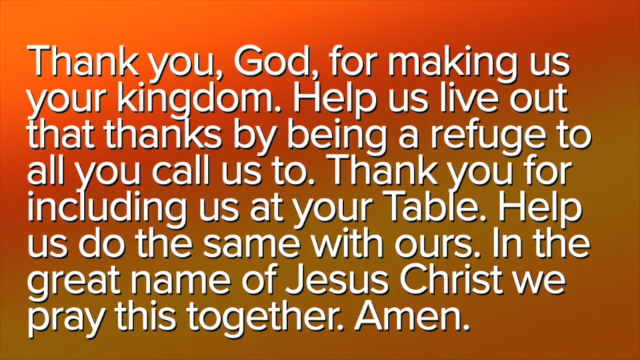 Thank you, God, for making us
your kingdom. Help us live out
that thanks by being a refuge to
all you call us to. Thank you for
including us at your Table. Help
us do the same with ours. In the
great name of Jesus Christ we
pray this together. Amen.